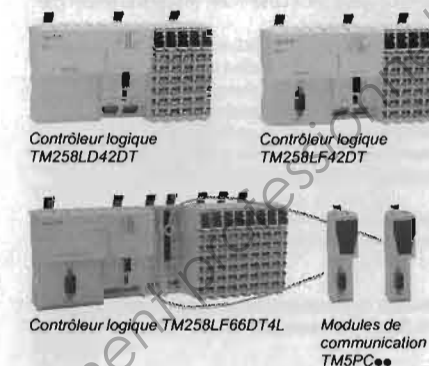 Contrôleur logique
TM258LD42DT
Contrôleur logique
TM258LF42DT
Contrôleur logique TM258LF66DT4L
Modules de
communication
TM5PC●●